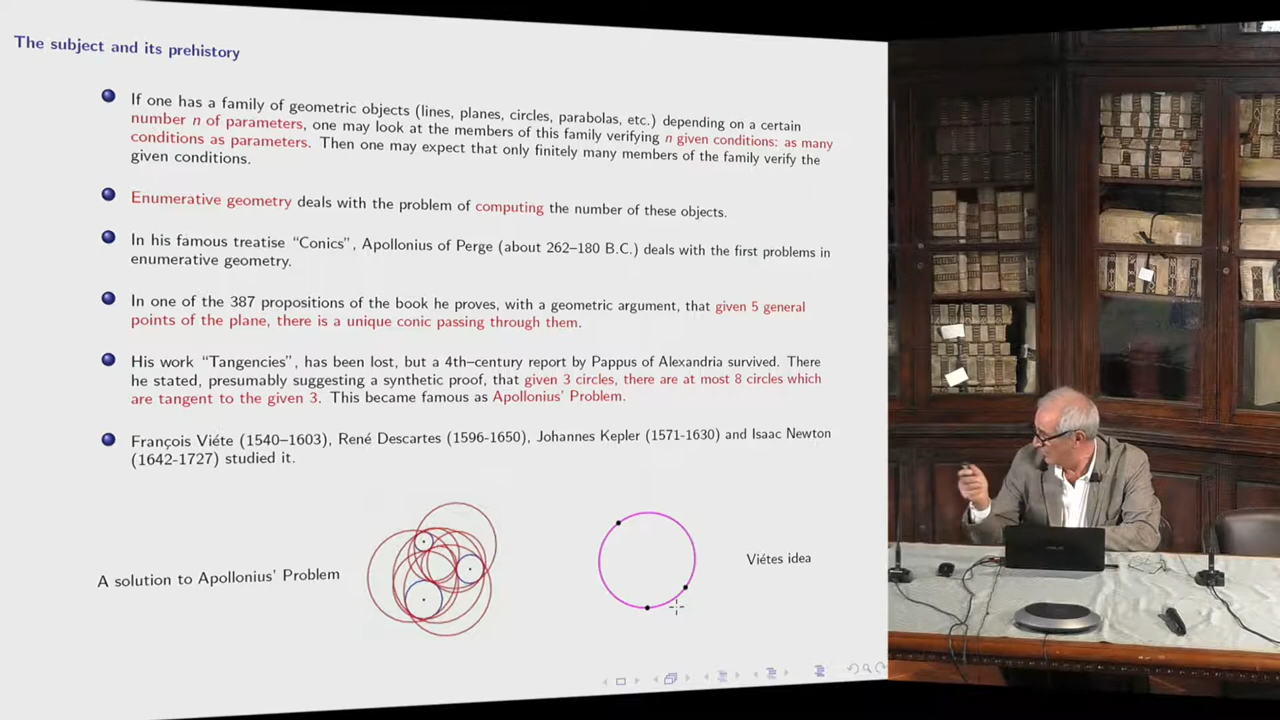 The subject and its prehistory
If one has a family of geometric objects (lines, planes, circles, parabolas, etc.) depending on a certain
number n of parameters, one may look at the members of this family verifying n given conditions: as many
conditions as parameters. Then one may expect that only finitely many members of the family verify the
given conditions.
Enumerative geometry deals with the problem of computing the number of these objects.
In his famous treatise “Conics”, Apollonius of Perge (about 262–180 B.C.) deals with the first problems in
enumerative geometry.
In one of the 387 propositions of the book he proves, with a geometric argument, that given 5 general
points of the plane, there is a unique conic passing through them.
His work “Tangencies”, has been lost, but a 4th–century report by Pappus of Alexandria survived. There
he stated, presumably suggesting a synthetic proof, that given 3 circles, there are at most 8 circles which
are tangent to the given 3. This became famous as Apollonius’ Problem.
François Viéte (1540–1603), René Descartes (1596-1650), Johannes Kepler (1571-1630) and Isaac Newton
(1642-1727) studied it.
A solution to Apollonius’ Problem
Viétes idea